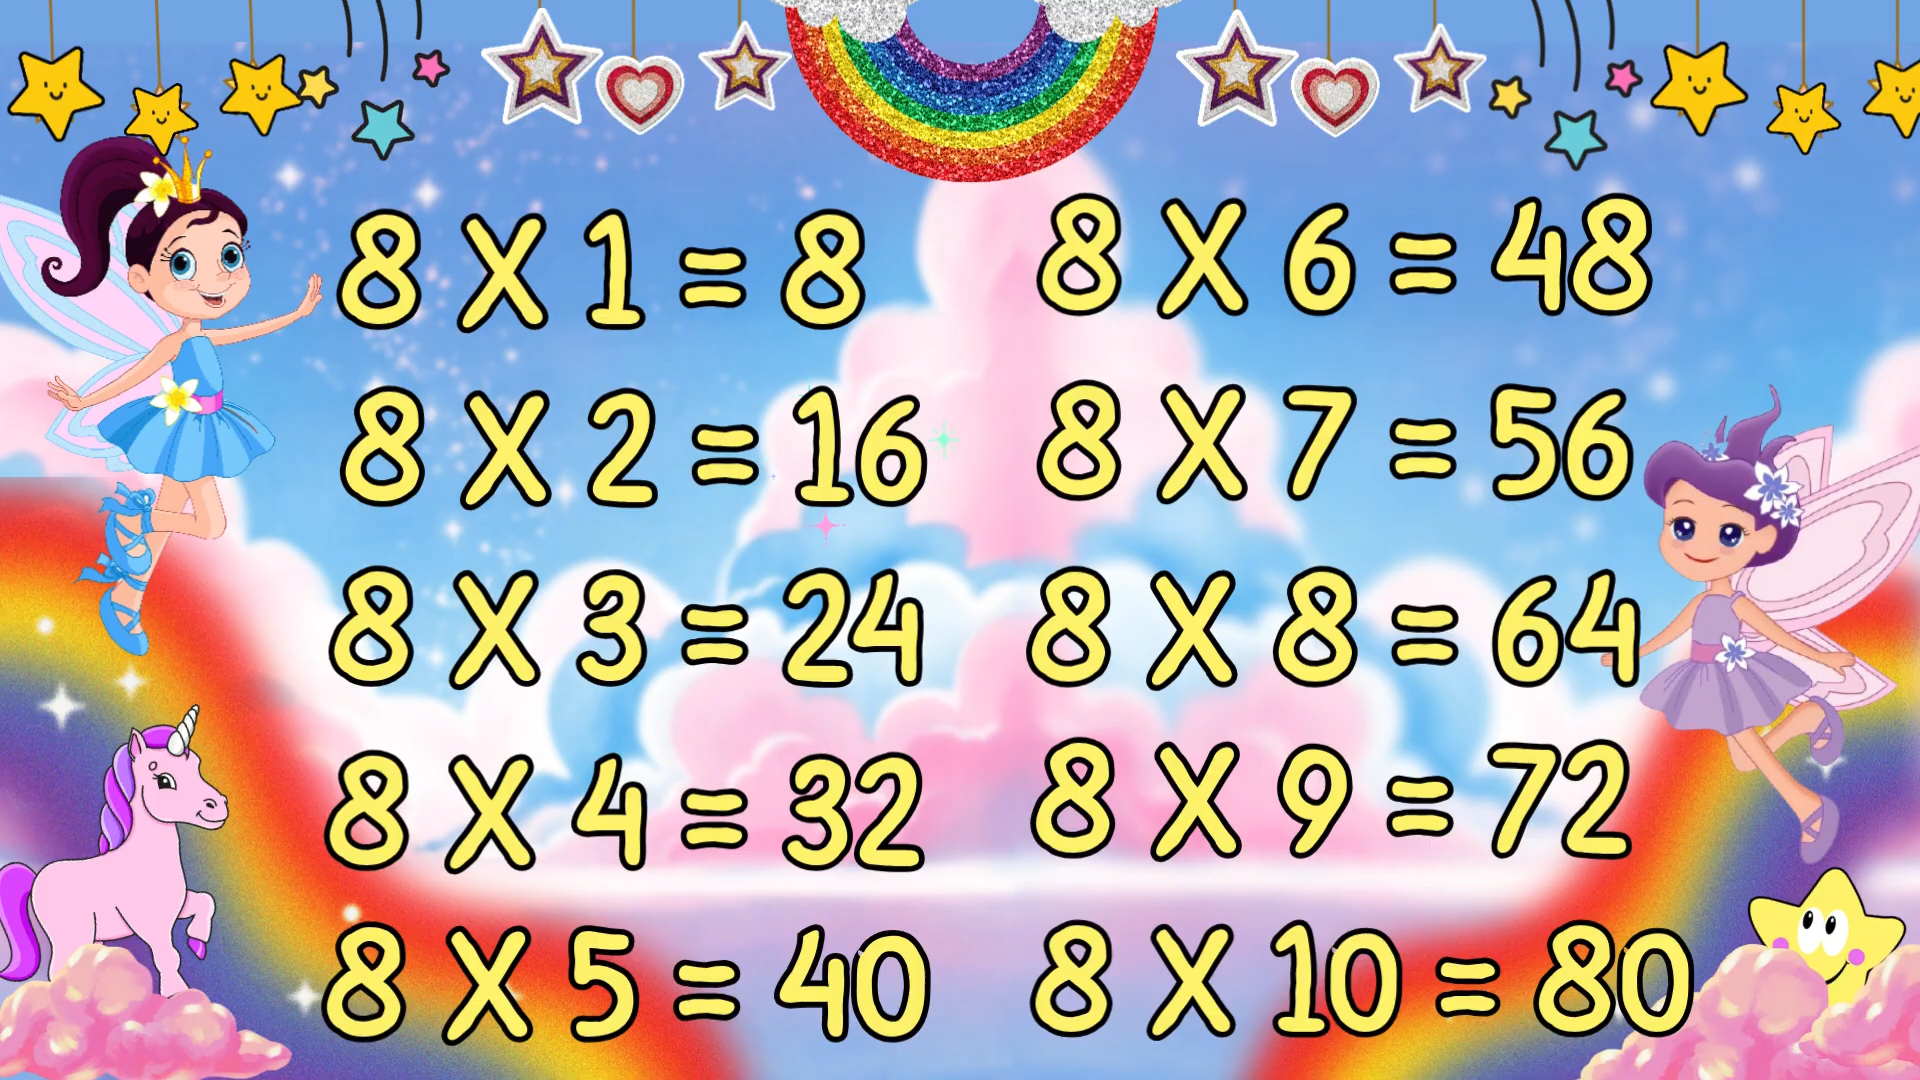 8 X 1 = 8
8 X 2 = 16
8 X 3 = 24
8 X 4 = 32
8 X 5 = 40
8 X 6 = 48
8 X 7 = 56
8 X 8 = 64
8 X 9 = 72
8 X 10 = 80